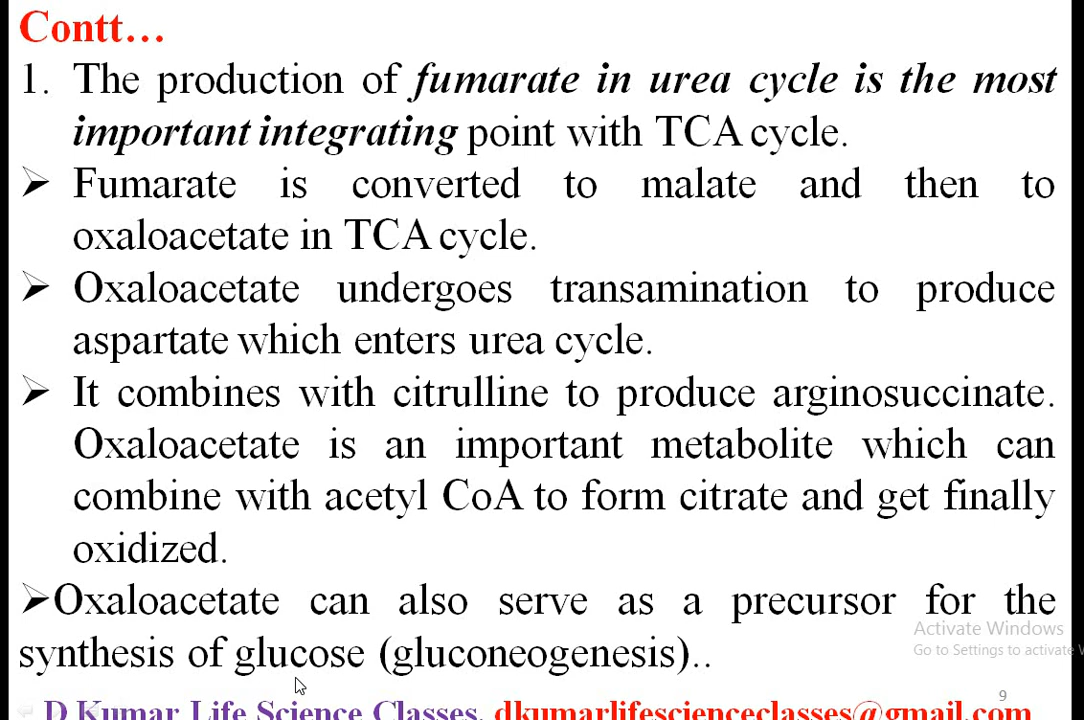 Contt…
1. The production of fumarate in urea cycle is the most
important integrating point with TCA cycle.
➢ Fumarate is converted to malate and then to
oxaloacetate in TCA cycle.
➢ Oxaloacetate undergoes transamination to produce
aspartate which enters urea cycle.
➢ It combines with citrulline to produce arginosuccinate.
Oxaloacetate is an important metabolite which can
combine with acetyl CoA to form citrate and get finally
oxidized.
➢Oxaloacetate can also serve as a precursor for the
synthesis of glucose (gluconeogenesis)..
Activate Windows
Go to Settings to activate W
9
D Kumar Life Science Classes, dkumarlifescienceclasses@gmail.com